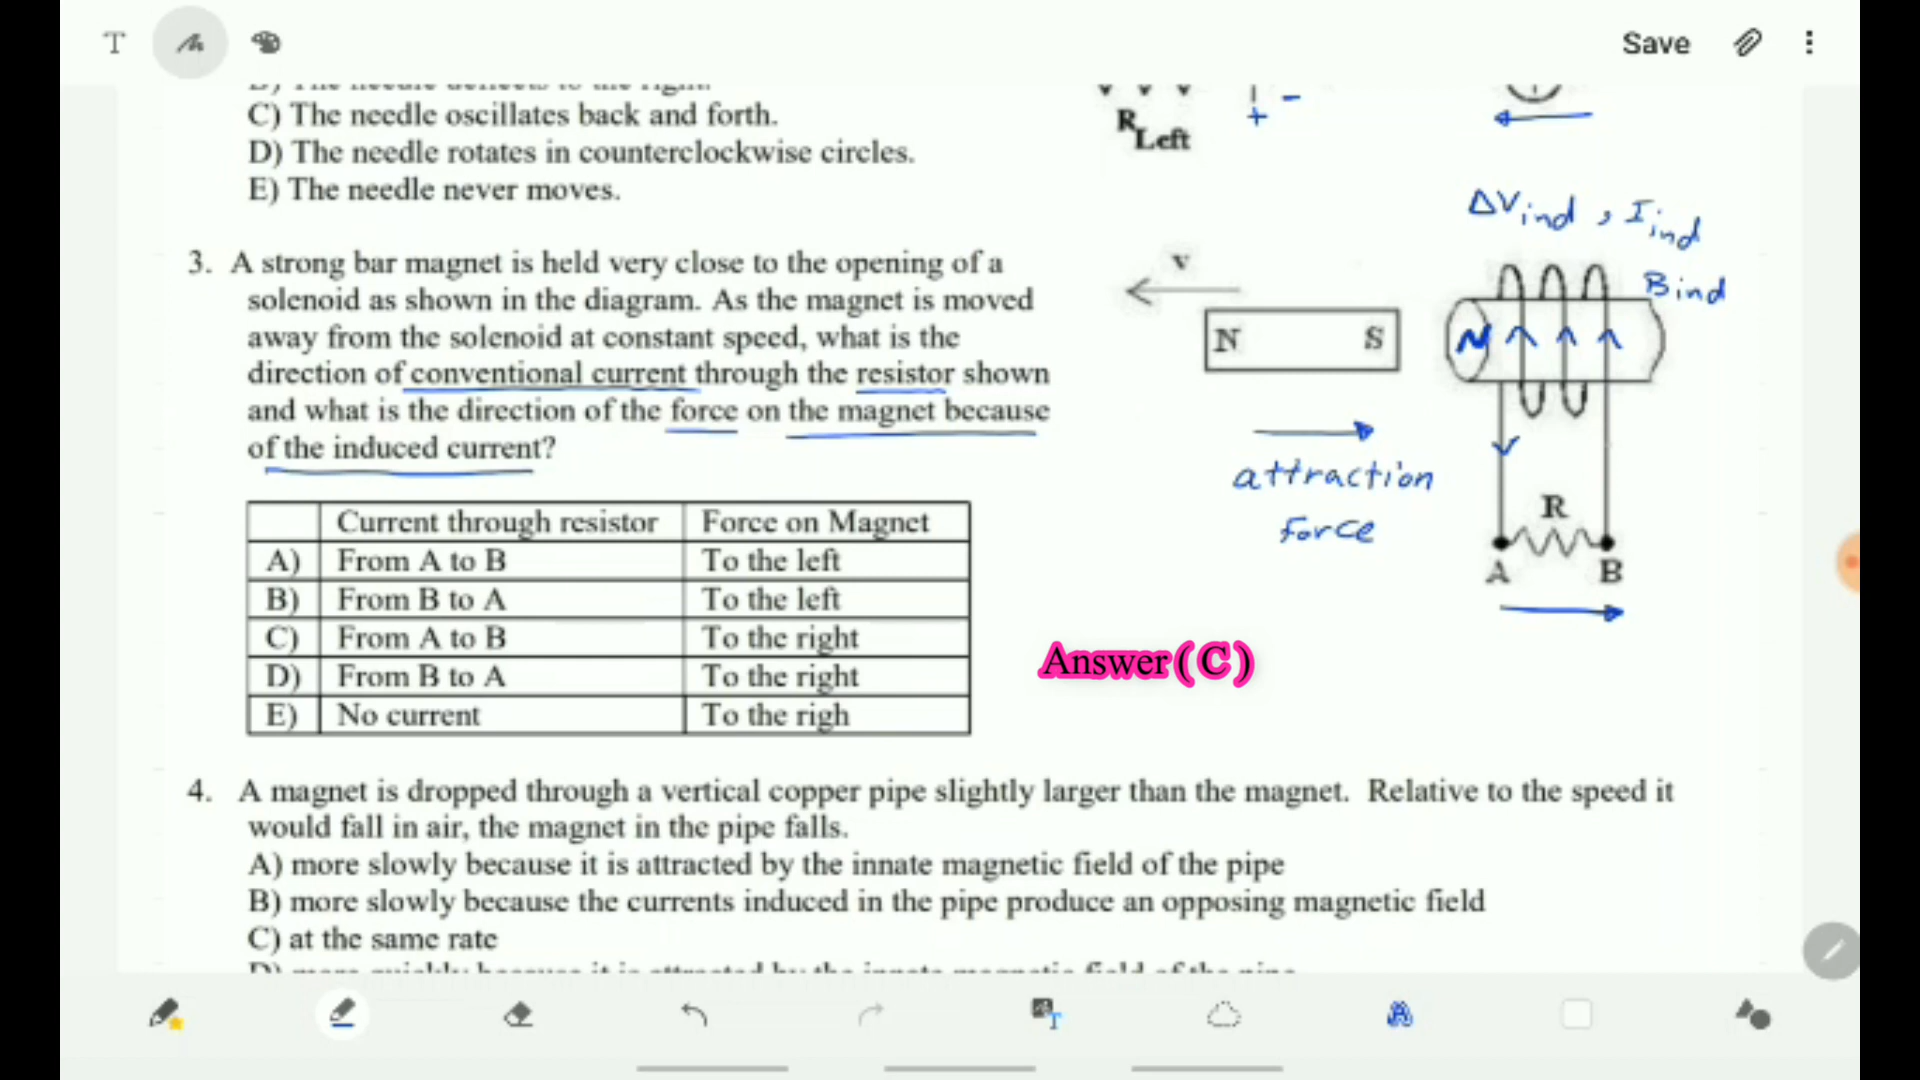 T
Save
C) The needle oscillates back and forth.
D) The needle rotates in counterclockwise circles.
E) The needle never moves.
R Left
+ -
ΔVind , Iind
Bind
3. A strong bar magnet is held very close to the opening of a
solenoid as shown in the diagram. As the magnet is moved
away from the solenoid at constant speed, what is the
direction of conventional current through the resistor shown
and what is the direction of the force on the magnet because
of the induced current?
v
N S
N
attraction
force
R
A B
Current through resistor Force on Magnet
A) From A to B To the left
B) From B to A To the left
C) From A to B To the right
D) From B to A To the right
E) No current To the righ
Answer (C)
4. A magnet is dropped through a vertical copper pipe slightly larger than the magnet. Relative to the speed it
would fall in air, the magnet in the pipe falls.
A) more slowly because it is attracted by the innate magnetic field of the pipe
B) more slowly because the currents induced in the pipe produce an opposing magnetic field
C) at the same rate